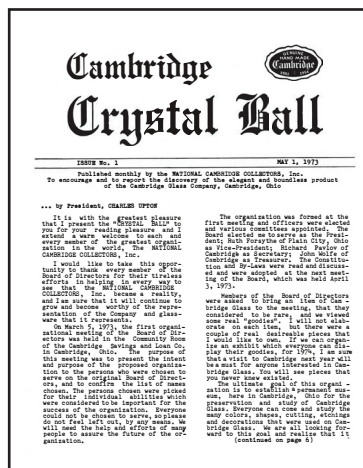 Cambridge
GENUINE
HAND MADE
Cambridge
Crystal Ball
ISSUE No. 1
MAY 1, 1973
Published monthly by the NATIONAL CAMBRIDGE COLLECTORS, Inc.
To encourage and to report the discovery of the elegant and boundless product
of the Cambridge Glass Company, Cambridge, Ohio
... by President, CHARLES UPTON
It is with the greatest pleasure
that I present the "CRYSTAL BALL" to
you for your reading pleasure and I
extend a warm welcome to each and
every member of the greatest organi-
zation in the world, The NATIONAL
CAMBRIDGE COLLECTORS, Inc.
I would like to take this oppor-
tunity to thank every member of the
Board of Directors for their tireless
efforts in helping in every way to
see that the NATIONAL CAMBRIDGE
COLLECTORS, Inc. became a reality,
and I am sure that it will continue to
grow and become worthy of the repre-
sentation of the Company and glass-
ware that it represents.
On March 5, 1973, the first organi-
zational meeting of the Board of Dir-
ectors was held in the Community Room
of the Cambridge Savings and Loan Co.
in Cambridge, Ohio. The purpose of
this meeting was to present the intent
and purpose of the proposed organiza-
tion to the persons who were chosen to
serve on the original Board of Direct-
ors, and to confirm the list of names
chosen. The persons chosen were picked
for their individual abilities which
were considered to be important for the
success of the organization. Everyone
could not be chosen to serve, so please
do not feel left out, by any means. We
will need the help and efforts of many
people to assure the future of the or-
ganization.
The organization was formed at the
first meeting and officers were elected
and various committees appointed. The
Board elected me to serve as the Presi-
dent; Ruth Forsythe of Plain City, Ohio
as Vice-President; Richard Pavlov of
Cambridge as Secretary; John Wolfe of
Cambridge as Treasurer. The Constitu-
tion and By-Laws were read and discuss-
ed and were adopted at the next meet-
ing of the Board, which was held April
3, 1973.
Members of the Board of Directors
were asked to bring an item of Cam -
bridge Glass to the meeting, that they
considered to be rare, and we viewed
some real "goodies". I will not elab-
orate on each item, but there were a
couple of real desireable pieces that
I would like to own. If we can organ-
ize an exhibit which everyone can dis-
play their goodies, for 1974, I am sure
that a visit to Cambridge next year will
be a must for anyone interested in Cam-
bridge Glass. You will see pieces that
you never knew existed.
The ultimate goal of this organi -
zation is to establish a permanent mus-
eum, here in Cambridge, Ohio for the
preservation and study of Cambridge
Glass. Everyone can come and study the
many colors, shapes, cutting, etchings
and decorations that were used on Cam-
bridge Glass. We are all looking for-
ward to this goal and realise that it
(continued on page 5)